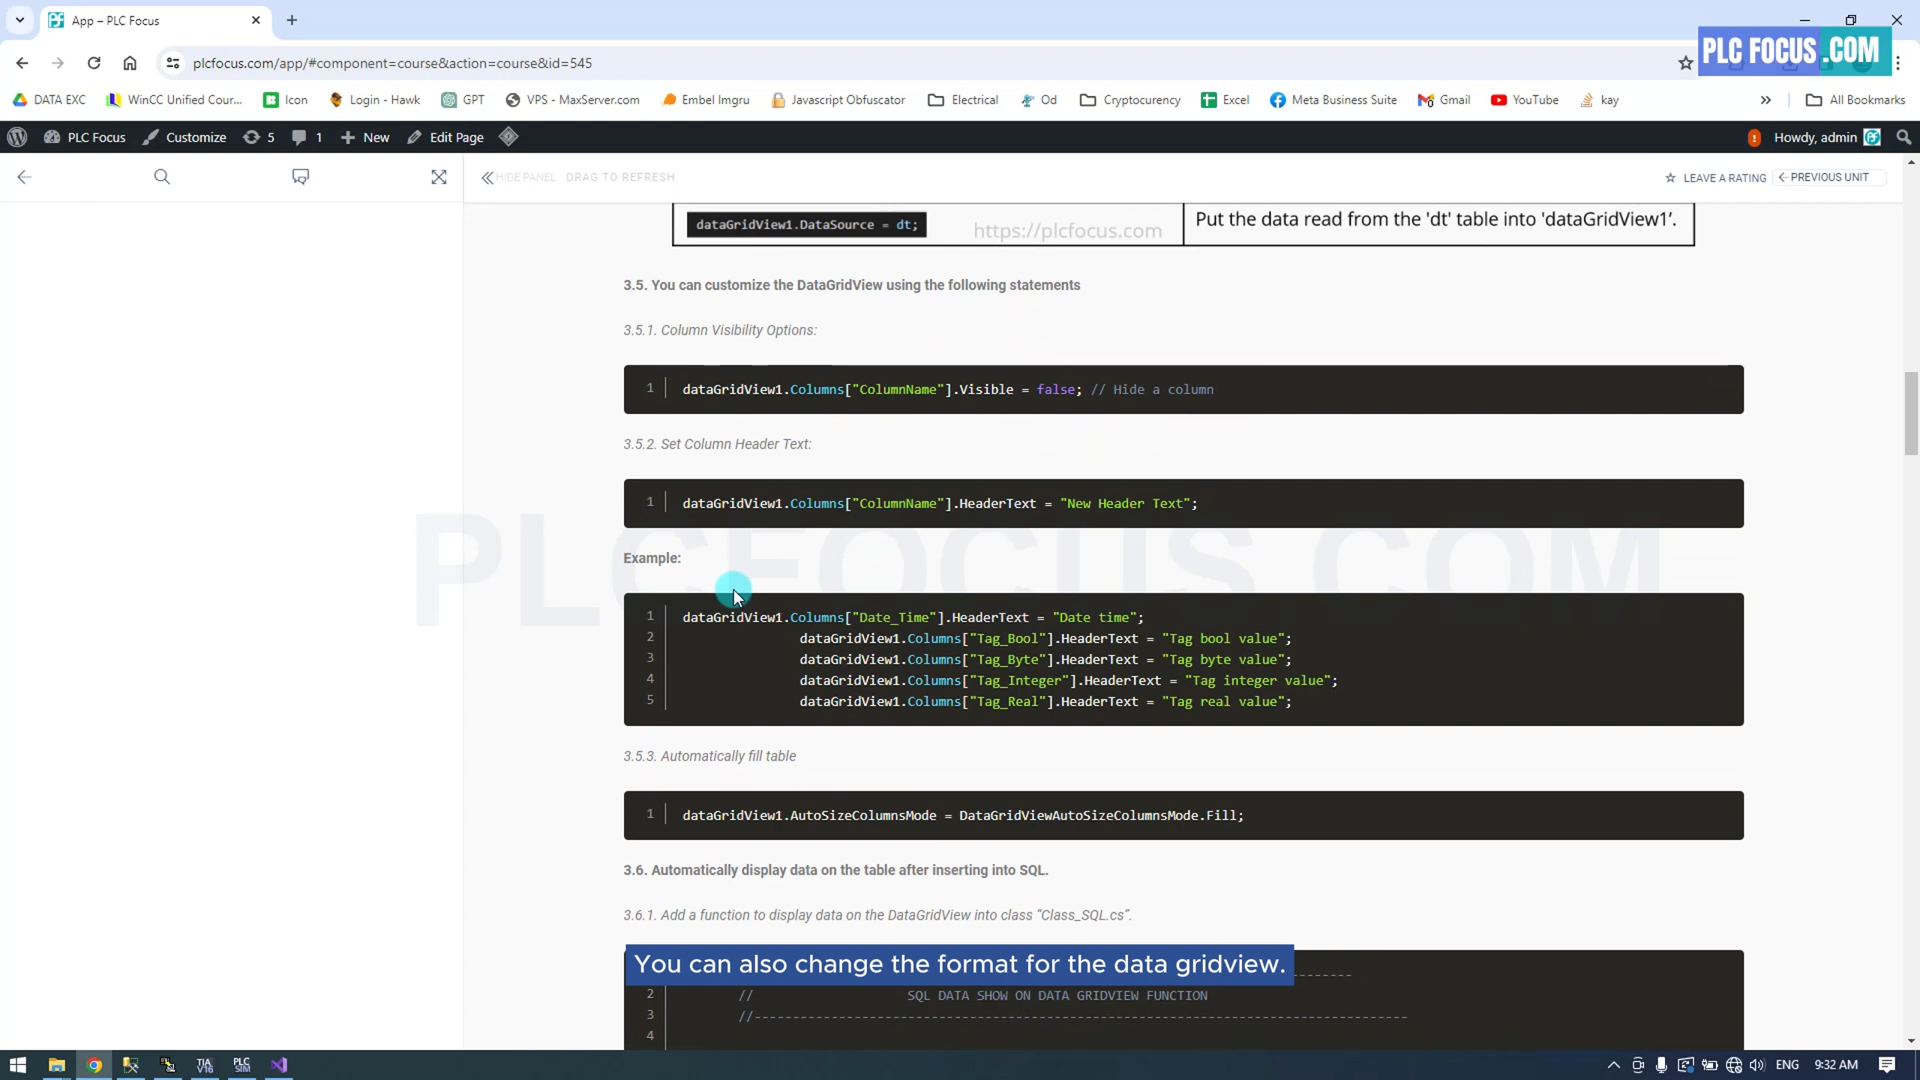 App – PLC Focus
PLC FOCUS .COM
plcfocus.com/app/#component=course&action=course&id=545
DATA EXC
WinCC Unified Cour...
Icon
Login - Hawk
GPT
VPS - MaxServer.com
Embel Imgru
Javascript Obfuscator
Electrical
Od
Cryptocurency
Excel
Meta Business Suite
Gmail
YouTube
kay
All Bookmarks
PLC Focus
Customize
5
1
New
Edit Page
Howdy, admin
HIDE PANEL
DRAG TO REFRESH
LEAVE A RATING
PREVIOUS UNIT
dataGridView1.DataSource = dt;
https://plcfocus.com
Put the data read from the 'dt' table into 'dataGridView1'.
3.5. You can customize the DataGridView using the following statements
3.5.1. Column Visibility Options:
1 dataGridView1.Columns["ColumnName"].Visible = false; // Hide a column
3.5.2. Set Column Header Text:
1 dataGridView1.Columns["ColumnName"].HeaderText = "New Header Text";
PLCFOCUS.COM
Example:
1 dataGridView1.Columns["Date_Time"].HeaderText = "Date time";
2 dataGridView1.Columns["Tag_Bool"].HeaderText = "Tag bool value";
3 dataGridView1.Columns["Tag_Byte"].HeaderText = "Tag byte value";
4 dataGridView1.Columns["Tag_Integer"].HeaderText = "Tag integer value";
5 dataGridView1.Columns["Tag_Real"].HeaderText = "Tag real value";
3.5.3. Automatically fill table
1 dataGridView1.AutoSizeColumnsMode = DataGridViewAutoSizeColumnsMode.Fill;
3.6. Automatically display data on the table after inserting into SQL.
3.6.1. Add a function to display data on the DataGridView into class “Class_SQL.cs”.
You can also change the format for the data gridview.
2 // SQL DATA SHOW ON DATA GRIDVIEW FUNCTION
3 //-------------------------------------------------------------------------------------
4
TIA V16
PLC SIM
ENG
9:32 AM